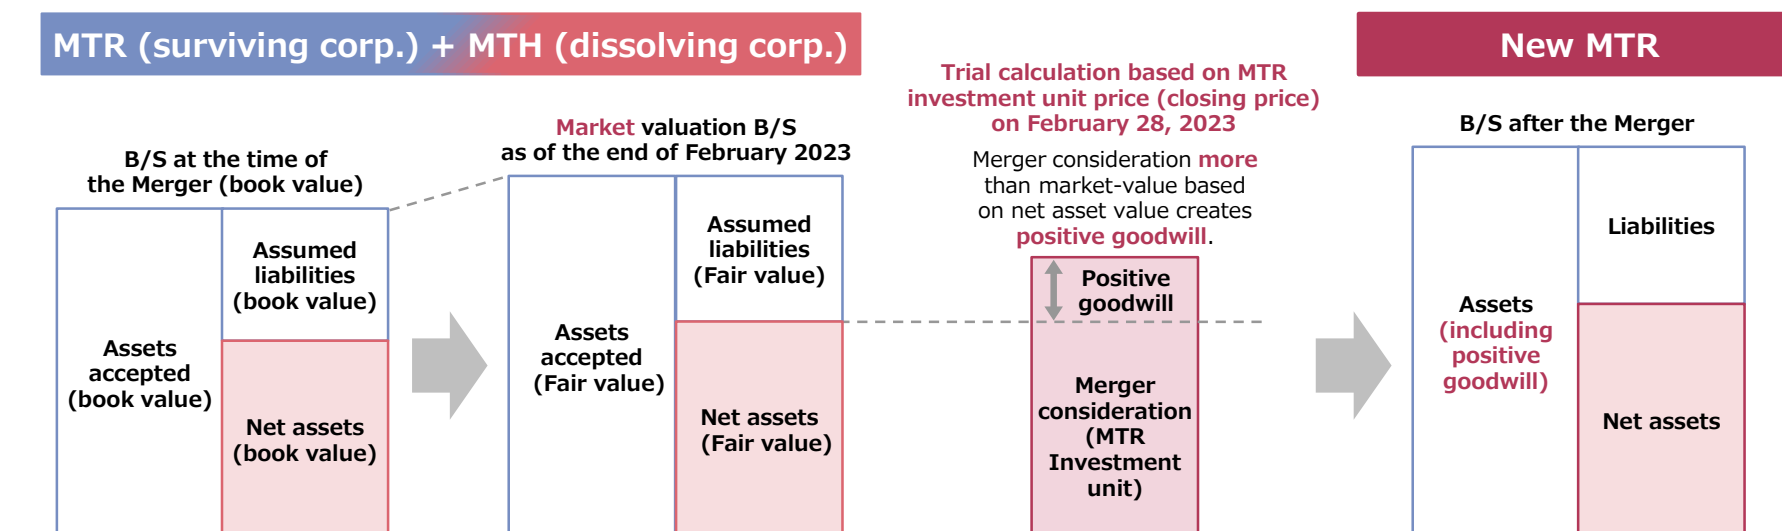 MTR (surviving corp.) + MTH (dissolving corp.)
New MTR
B/S at the time of
the Merger (book value)
Assets
accepted
(book value)
Assumed
liabilities
(book value)
Net assets
(book value)
Market valuation B/S
as of the end of February 2023
Assets
accepted
(Fair value)
Assumed
liabilities
(Fair value)
Net assets
(Fair value)
Trial calculation based on MTR
investment unit price (closing price)
on February 28, 2023
Merger consideration more
than market-value based
on net asset value creates
positive goodwill.
Positive
goodwill
Merger
consideration
(MTR
Investment
unit)
B/S after the Merger
Assets
(including
positive
goodwill)
Liabilities
Net assets